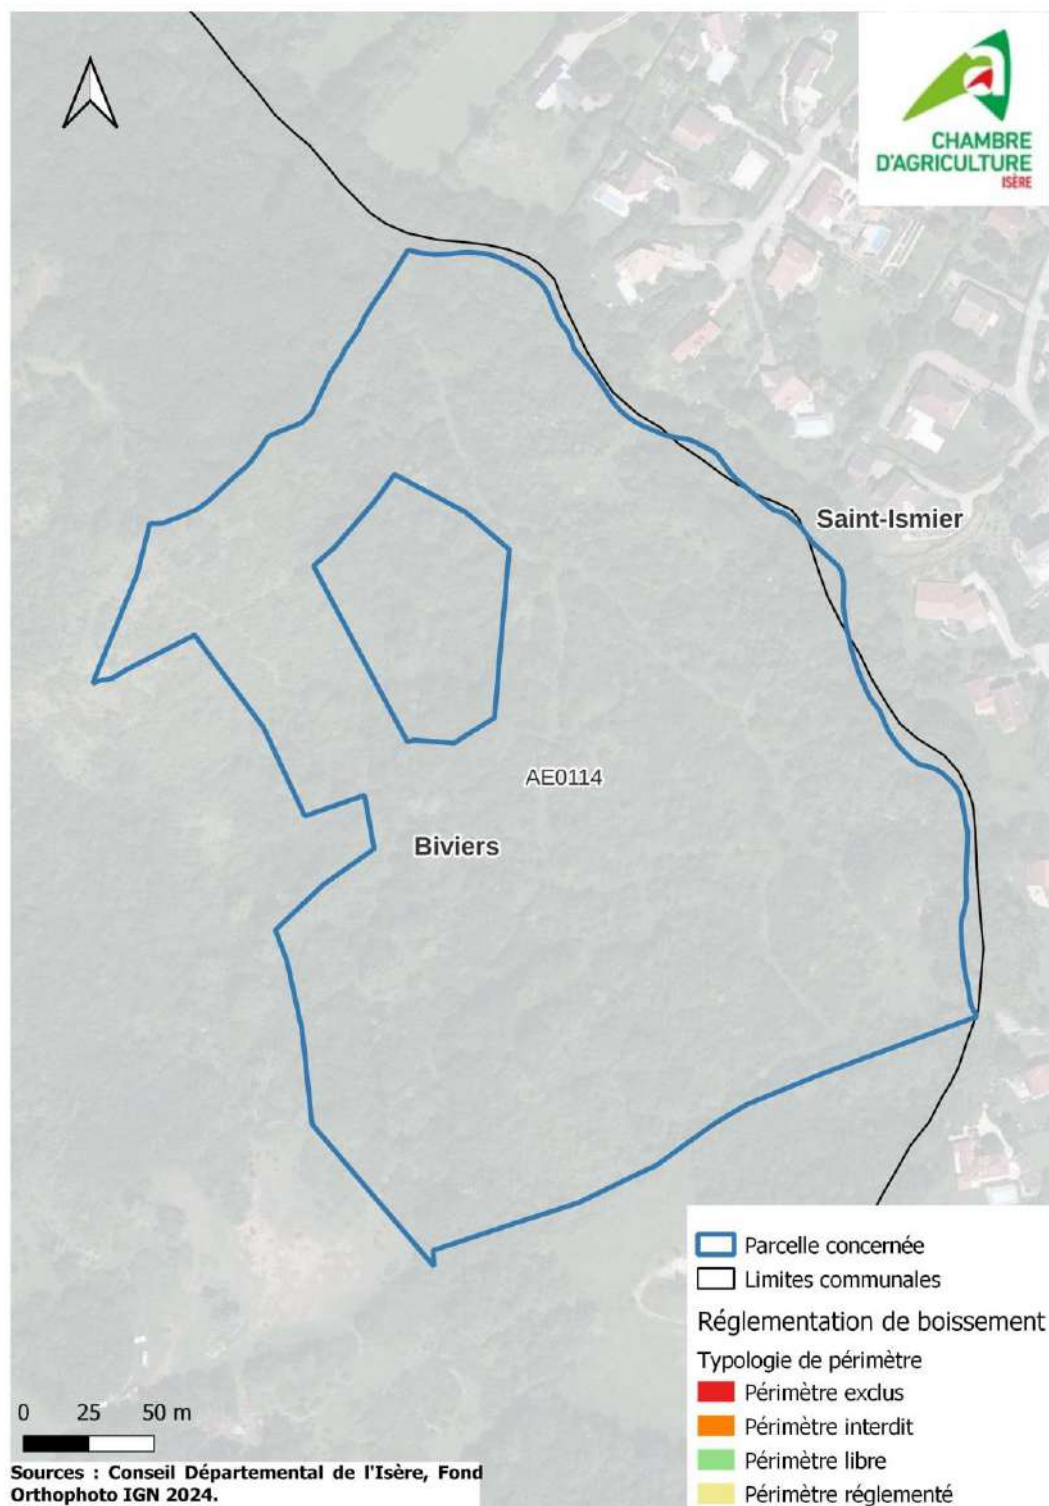 CHAMBRE
D'AGRICULTURE
ISÈRE
Saint-Ismier
AE0114
Biviers
Parcelle concernée
Limites communales
Réglementation de boissement
Typologie de périmètre
Périmètre exclus
Périmètre interdit
Périmètre libre
Périmètre réglementé
0 25 50 m
Sources : Conseil Départemental de l'Isère, Fond
Orthophoto IGN 2024.